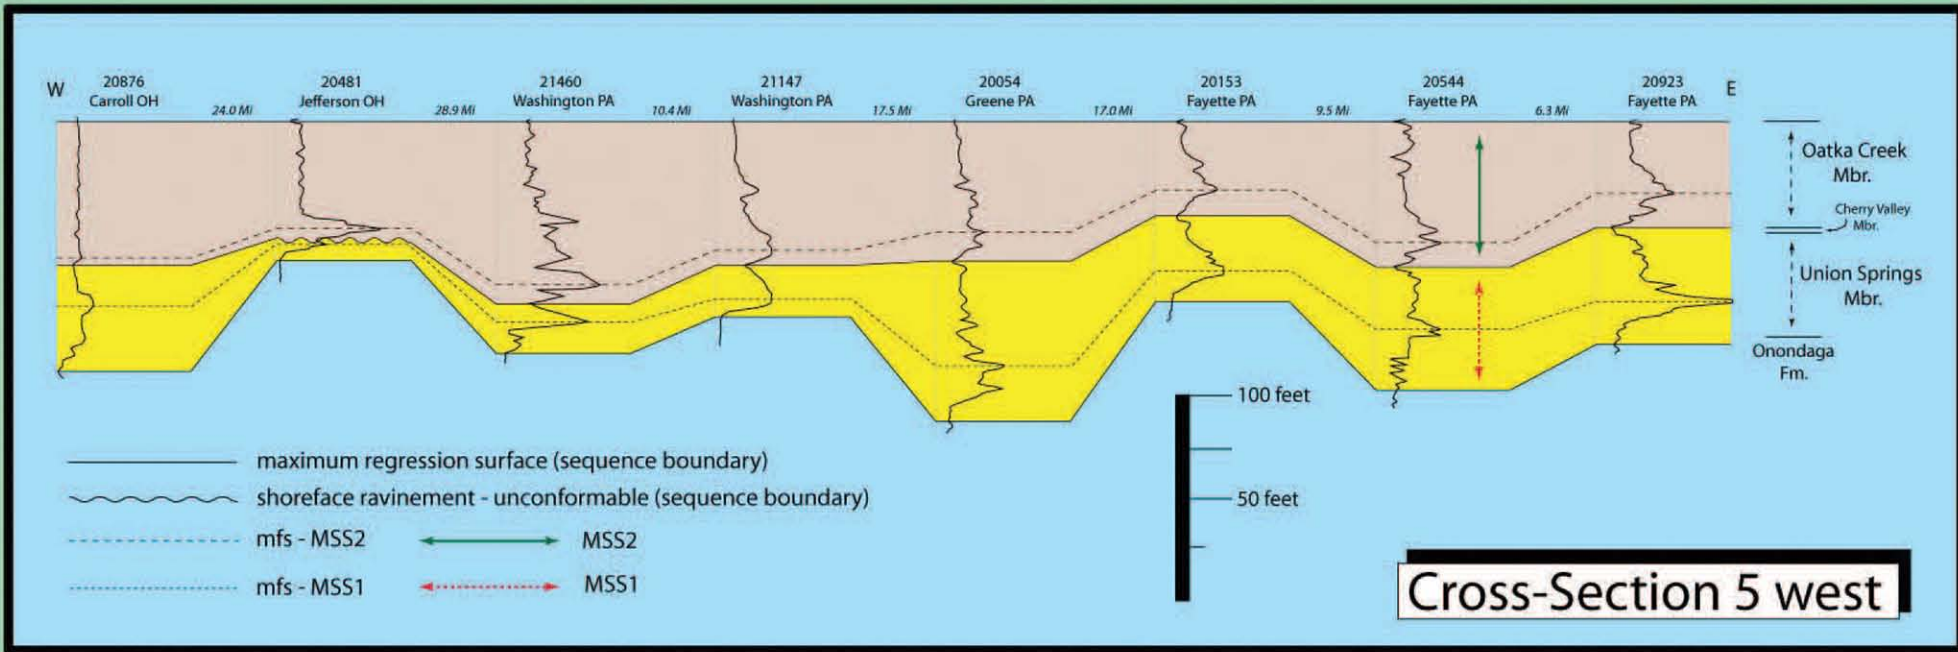 W
20876
Carroll OH
24.0 Mi
20481
Jefferson OH
28.9 Mi
21460
Washington PA
10.4 Mi
21147
Washington PA
17.5 Mi
20054
Greene PA
17.0 Mi
20153
Fayette PA
9.5 Mi
20544
Fayette PA
6.3 Mi
20923
Fayette PA
E
Oatka Creek
Mbr.
Cherry Valley
Mbr.
Union Springs
Mbr.
Onondaga
Fm.
100 feet
50 feet
maximum regression surface (sequence boundary)
shoreface ravinement - unconformable (sequence boundary)
mfs - MSS2
MSS2
mfs - MSS1
MSS1
Cross-Section 5 west